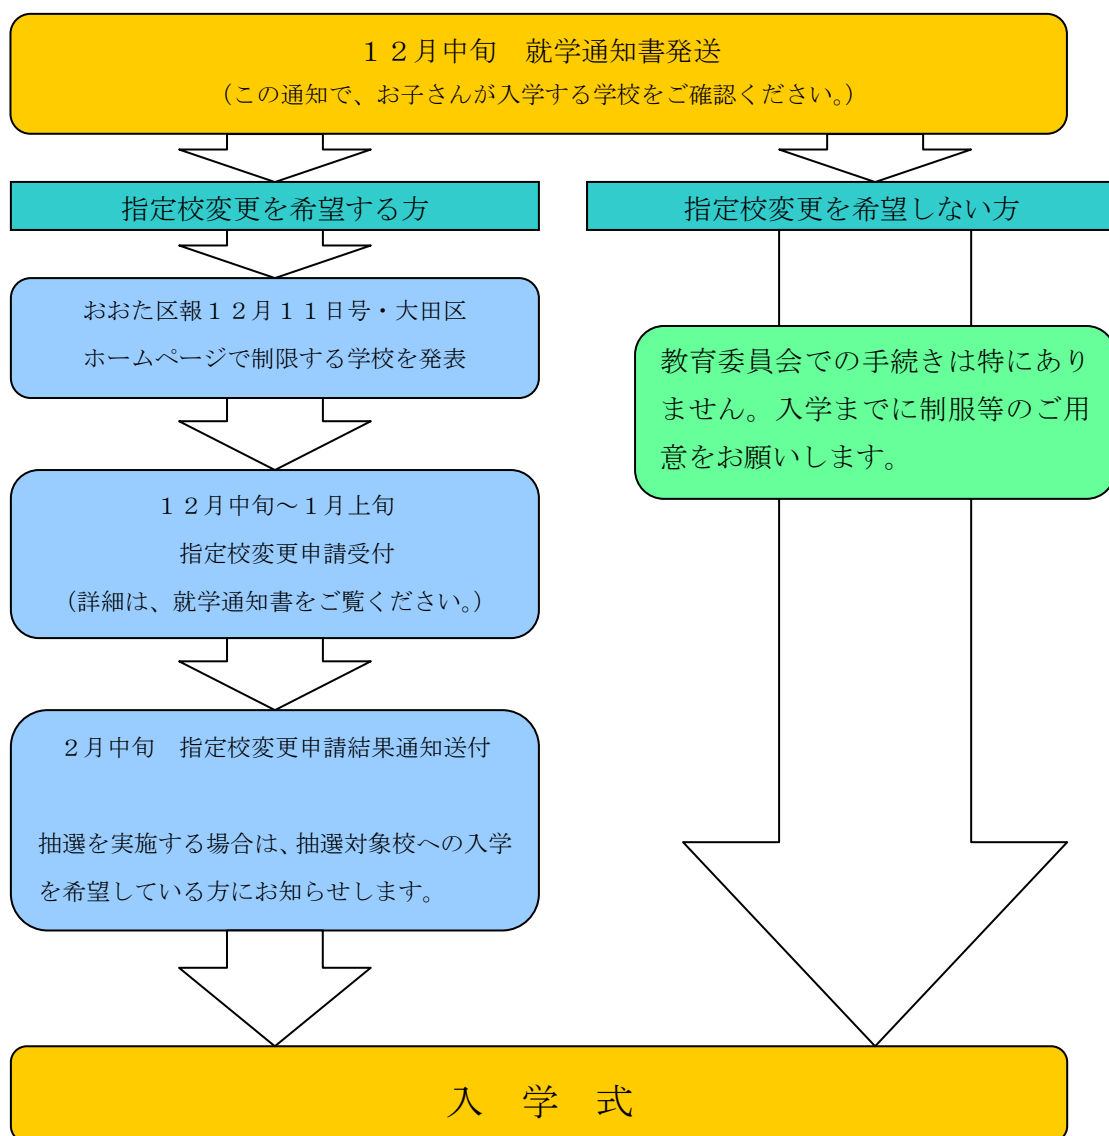 １２月中旬　就学通知書発送
（この通知で、お子さんが入学する学校をご確認ください。）
指定校変更を希望する方
おおた区報１２月１１日号・大田区
ホームページで制限する学校を発表
１２月中旬～１月上旬
指定校変更申請受付
（詳細は、就学通知書をご覧ください。）
２月中旬　指定校変更申請結果通知送付
抽選を実施する場合は、抽選対象校への入学
を希望している方にお知らせします。
指定校変更を希望しない方
教育委員会での手続きは特にあり
ません。入学までに制服等のご用
意をお願いします。
入　学　式